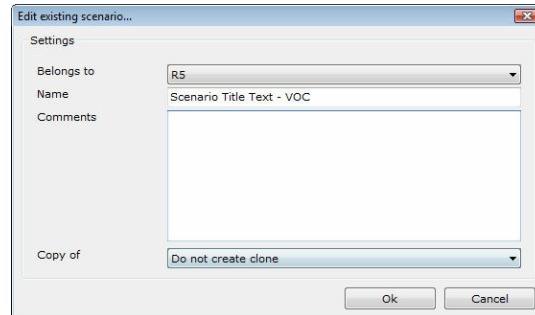 Edit existing scenario...
Settings
Belongs to R5
Name Scenario Title Text - VOC
Comments
Copy of Do not create clone
Ok Cancel